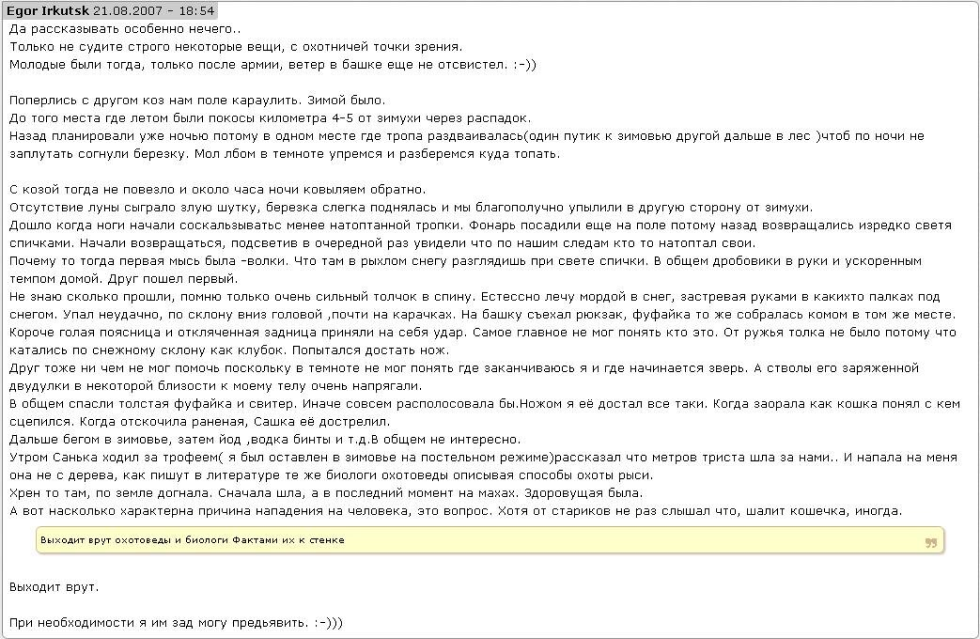 Egor Irkutsk 21.08.2007 - 18:54
Да рассказывать особенно нечего..
Только не судите строго некоторые вещи, с охотничей точки зрения.
Молодые были тогда, только после армии, ветер в башке еще не отсвистел. :-))
Поперлись с другом коз нам поле караулить. Зимой было.
До того места где летом были покосы километра 4-5 от зимухи через распадок.
Назад планировали уже ночью потому в одном месте где тропа раздваивалась(один путик к зимовью другой дальше в лес )чтоб по ночи не
заплутать согнули березку. Мол лбом в темноте упремся и разберемся куда топать.
С козой тогда не повезло и около часа ночи ковыляем обратно.
Отсутствие луны сыграло злую шутку, березка слегка поднялась и мы благополучно упылили в другую сторону от зимухи.
Дошло когда ноги начали соскальзыватьс менее натоптанной тропки. Фонарь посадили еще на поле потому назад возвращались изредко светя
спичками. Начали возвращаться, подсветив в очередной раз увидели что по нашим следам кто то натоптал свои.
Почему то тогда первая мысь была –волки. Что там в рыхлом снегу разглядишь при свете спички. В общем дробовики в руки и ускоренным
темпом домой. Друг пошел первый.
Не знаю сколько прошли, помню только очень сильный толчок в спину. Естессно лечу мордой в снег, застревая руками в какихто палках под
снегом. Упал неудачно, по склону вниз головой ,почти на карачках. На башку съехал рюкзак, фуфайка то же собралась комом в том же месте.
Короче голая поясница и откляченная задница приняли на себя удар. Самое главное не мог понять кто это. От ружья толка не было потому что
катались по снежному склону как клубок. Попытался достать нож.
Друг тоже ни чем не мог помочь поскольку в темноте не мог понять где заканчиваюсь я и где начинается зверь. А стволы его заряженной
двудулки в некоторой близости к моему телу очень напрягали.
В общем спасли толстая фуфайка и свитер. Иначе совсем располосовала бы.Ножом я её достал все таки. Когда заорала как кошка понял с кем
сцепился. Когда отскочила раненая, Сашка её дострелил.
Дальше бегом в зимовье, затем йод ,водка бинты и т.д.В общем не интересно.
Утром Санька ходил за трофеем( я был оставлен в зимовье на постельном режиме)рассказал что метров триста шла за нами.. И напала на меня
она не с дерева, как пишут в литературе те же биологи охотоведы описывая способы охоты рыси.
Хрен то там, по земле догнала. Сначала шла, а в последний момент на махах. Здоровущая была.
А вот насколько характерна причина нападения на человека, это вопрос. Хотя от стариков не раз слышал что, шалит кошечка, иногда.
Выходит врут охотоведы и биологи Фактами их к стенке
Выходит врут.
При необходимости я им зад могу предьявить. :-)))